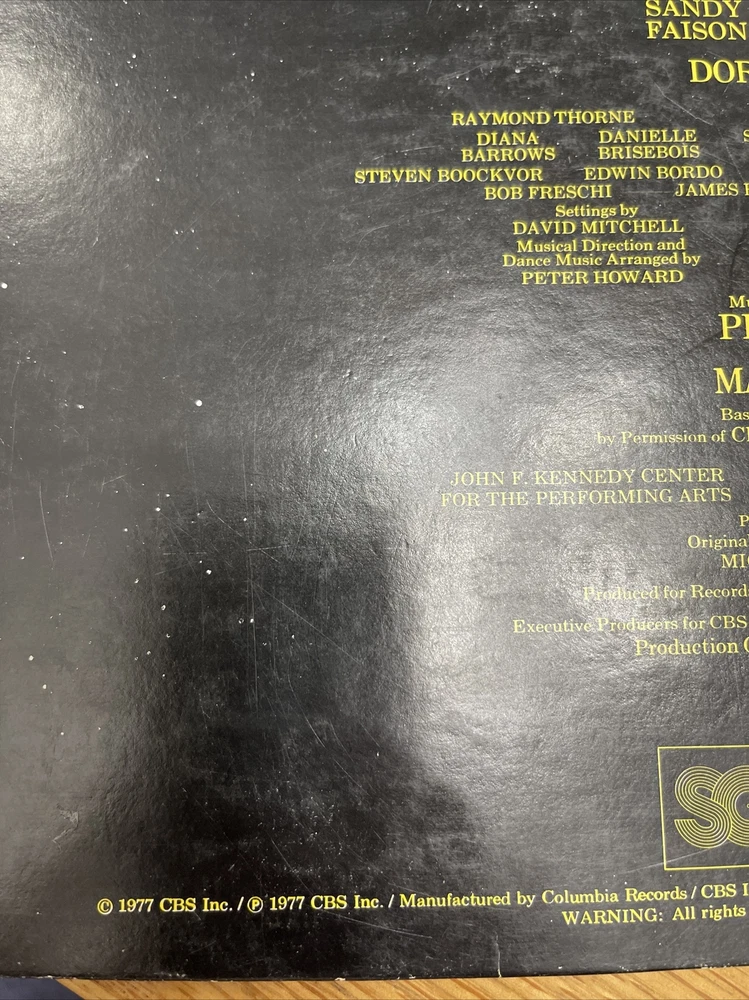 SANDY
FAISON
DOR
RAYMOND THORNE
DIANA DANIELLE S
BARROWS BRISEBOIS
STEVEN BOOCKVOR EDWIN BORDO
BOB FRESCHI JAMES
Settings by
DAVID MITCHELL
Musical Direction and
Dance Music Arranged by
PETER HOWARD
Mu
MA
Bas
by Permission of
JOHN F. KENNEDY CENTER
FOR THE PERFORMING ARTS
P
Origina
MIC
Produced for Record
Executive Producers for CBS
Production
© 1977 CBS Inc. / ℗ 1977 CBS Inc. / Manufactured by Columbia Records / CBS I
WARNING: All rights